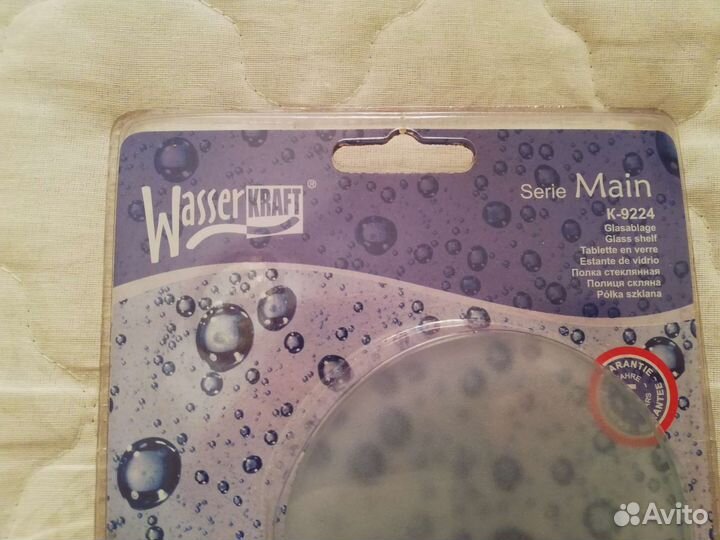 Wasser KRAFT ®
Serie Main
K-9224
Glasablage
Glass shelf
Tablette en verre
Estante de vidrio
Полка стеклянная
Полиця скляна
Półka szklana
Avito